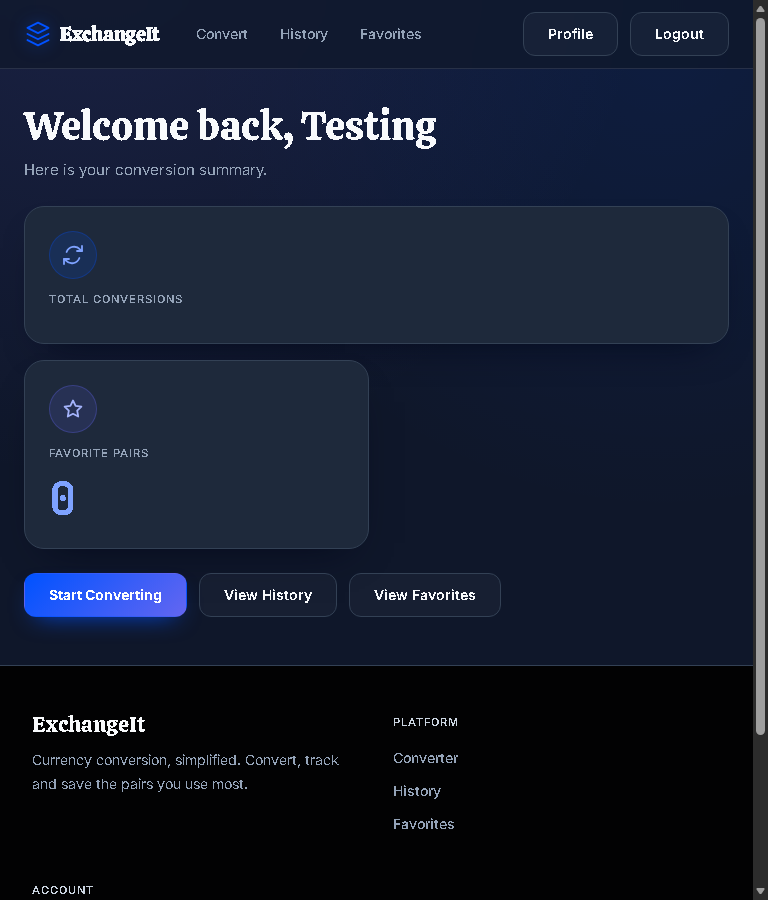 ExchangeIt
Convert
History
Favorites
Profile
Logout
Welcome back, Testing
Here is your conversion summary.
TOTAL CONVERSIONS
FAVORITE PAIRS
0
Start Converting
View History
View Favorites
ExchangeIt
Currency conversion, simplified. Convert, track
and save the pairs you use most.
PLATFORM
Converter
History
Favorites
ACCOUNT